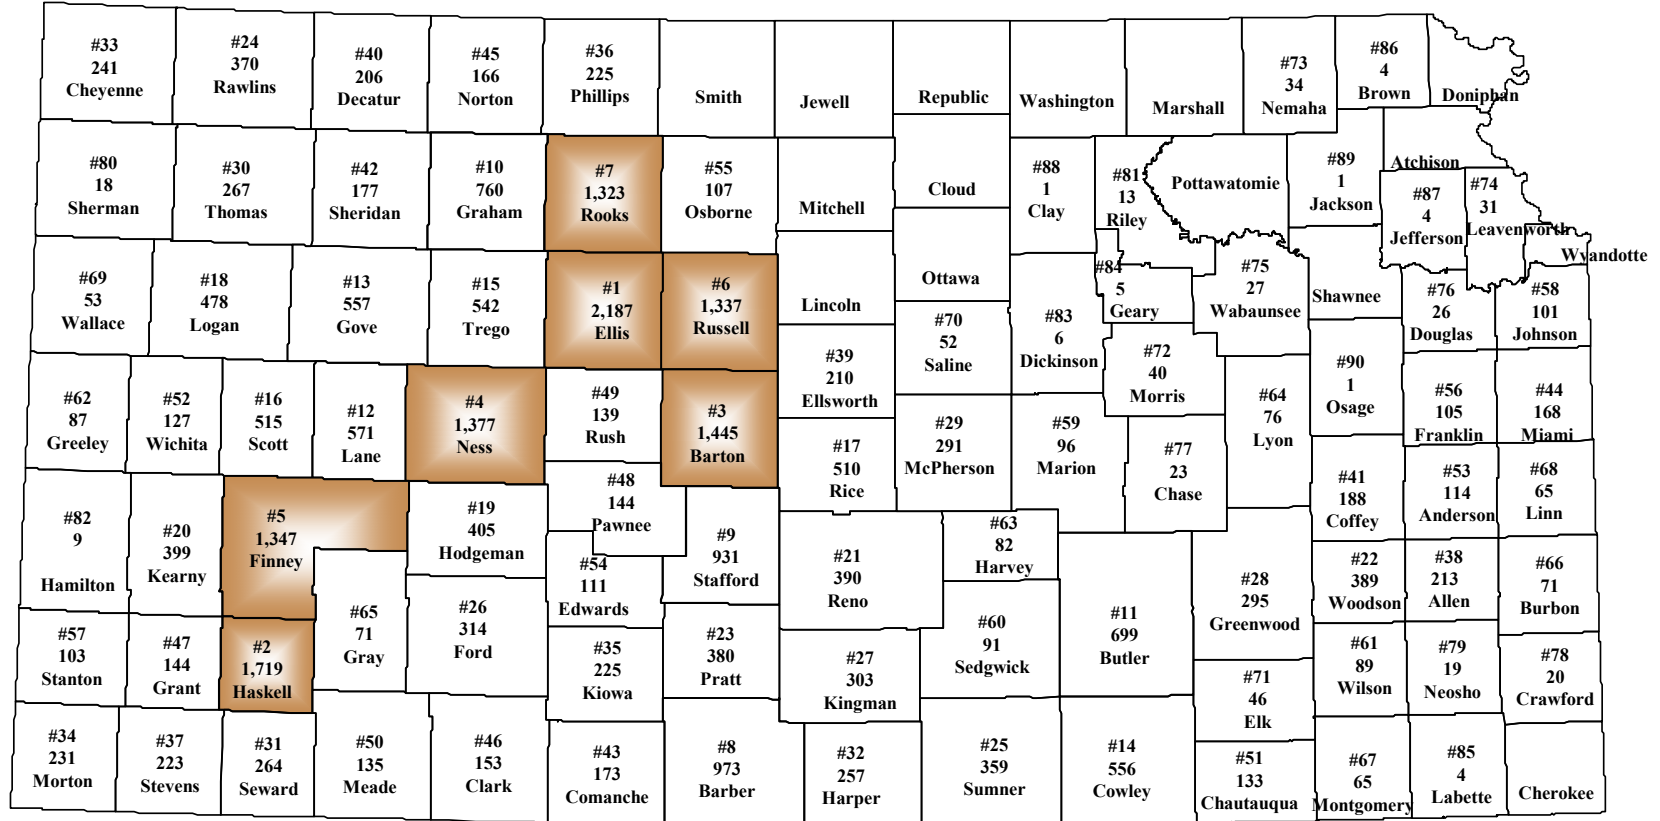 #33
241
Cheyenne
#24
370
Rawlins
#40
206
Decatur
#45
166
Norton
#36
225
Phillips
Smith
Jewell
Republic
Washington
Marshall
#73
34
Nemaha
#86
4
Brown
Doniphan
#80
18
Sherman
#30
267
Thomas
#42
177
Sheridan
#10
760
Graham
#7
1,323
Rooks
#55
107
Osborne
Mitchell
Cloud
#88
1
Clay
#81
13
Riley
Pottawatomie
#89
1
Jackson
Atchison
#87
4
Jefferson
#74
31
Leavenworth
Wyandotte
#69
53
Wallace
#18
478
Logan
#13
557
Gove
#15
542
Trego
#1
2,187
Ellis
#6
1,337
Russell
Lincoln
Ottawa
#70
52
Saline
#83
6
Dickinson
#84
5
Geary
#75
27
Wabaunsee
Shawnee
#76
26
Douglas
#58
101
Johnson
#62
87
Greeley
#52
127
Wichita
#16
515
Scott
#12
571
Lane
#4
1,377
Ness
#49
139
Rush
#3
1,445
Barton
#39
210
Ellsworth
#17
510
Rice
#29
291
McPherson
#59
96
Marion
#72
40
Morris
#77
23
Chase
#64
76
Lyon
#90
1
Osage
#56
105
Franklin
#44
168
Miami
#82
9
Hamilton
#20
399
Kearny
#5
1,347
Finney
#19
405
Hodgeman
#48
144
Pawnee
#54
111
Edwards
#9
931
Stafford
#21
390
Reno
#63
82
Harvey
#41
188
Coffey
#53
114
Anderson
#68
65
Linn
#57
103
Stanton
#47
144
Grant
#2
1,719
Haskell
#65
71
Gray
#26
314
Ford
#35
225
Kiowa
#23
380
Pratt
#27
303
Kingman
#60
91
Sedgwick
#11
699
Butler
#28
295
Greenwood
#22
389
Woodson
#38
213
Allen
#66
71
Burbon
#61
89
Wilson
#79
19
Neosho
#78
20
Crawford
#34
231
Morton
#37
223
Stevens
#31
264
Seward
#50
135
Meade
#46
153
Clark
#43
173
Comanche
#8
973
Barber
#32
257
Harper
#25
359
Sumner
#14
556
Cowley
#71
46
Elk
#51
133
Chautauqua
#67
65
Montgomery
#85
4
Labette
Cherokee